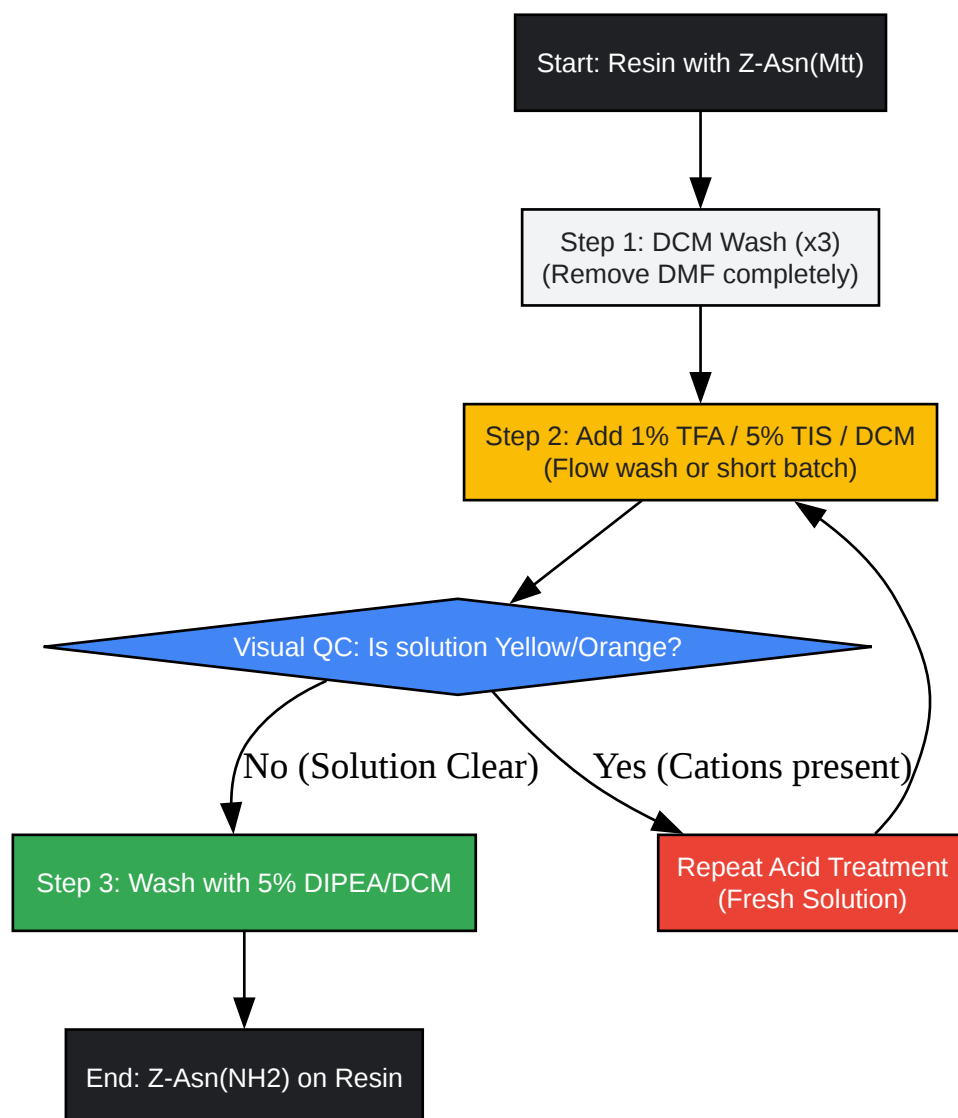 Start: Resin with Z-Asn(Mtt)
Step 1: DCM Wash (x3)
(Remove DMF completely)
Step 2: Add 1% TFA / 5% TIS / DCM
(Flow wash or short batch)
Visual QC: Is solution Yellow/Orange?
No (Solution Clear)
Yes (Cations present)
Step 3: Wash with 5% DIPEA/DCM
Repeat Acid Treatment
(Fresh Solution)
End: Z-Asn(NH2) on Resin